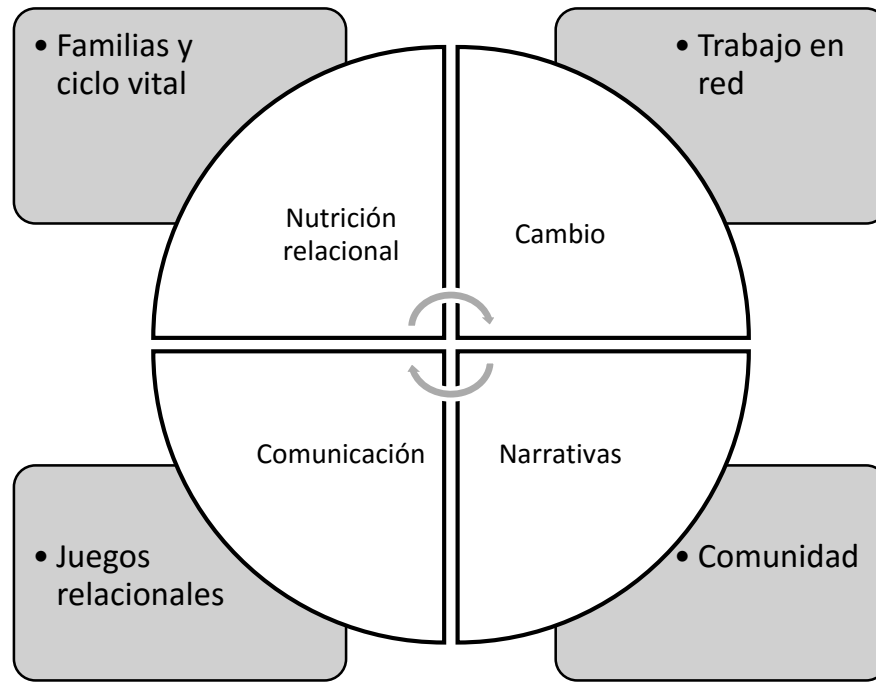 • Familias y
ciclo vital
• Trabajo en
red
Nutrición
relacional
Cambio
Comunicación
Narrativas
• Juegos
relacionales
• Comunidad